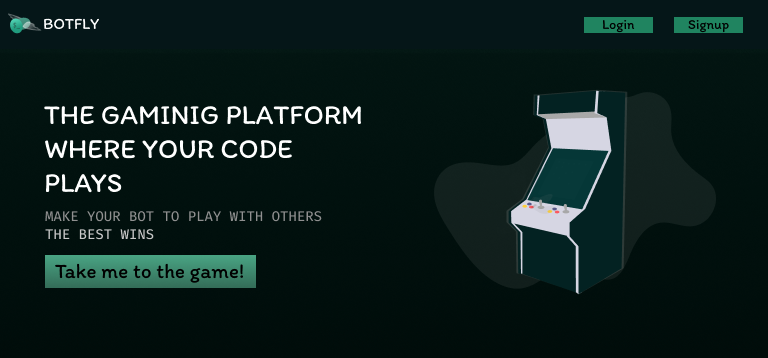 BOTFLY
Login
Signup
THE GAMINIG PLATFORM
WHERE YOUR CODE
PLAYS
MAKE YOUR BOT TO PLAY WITH OTHERS
THE BEST WINS
Take me to the game!